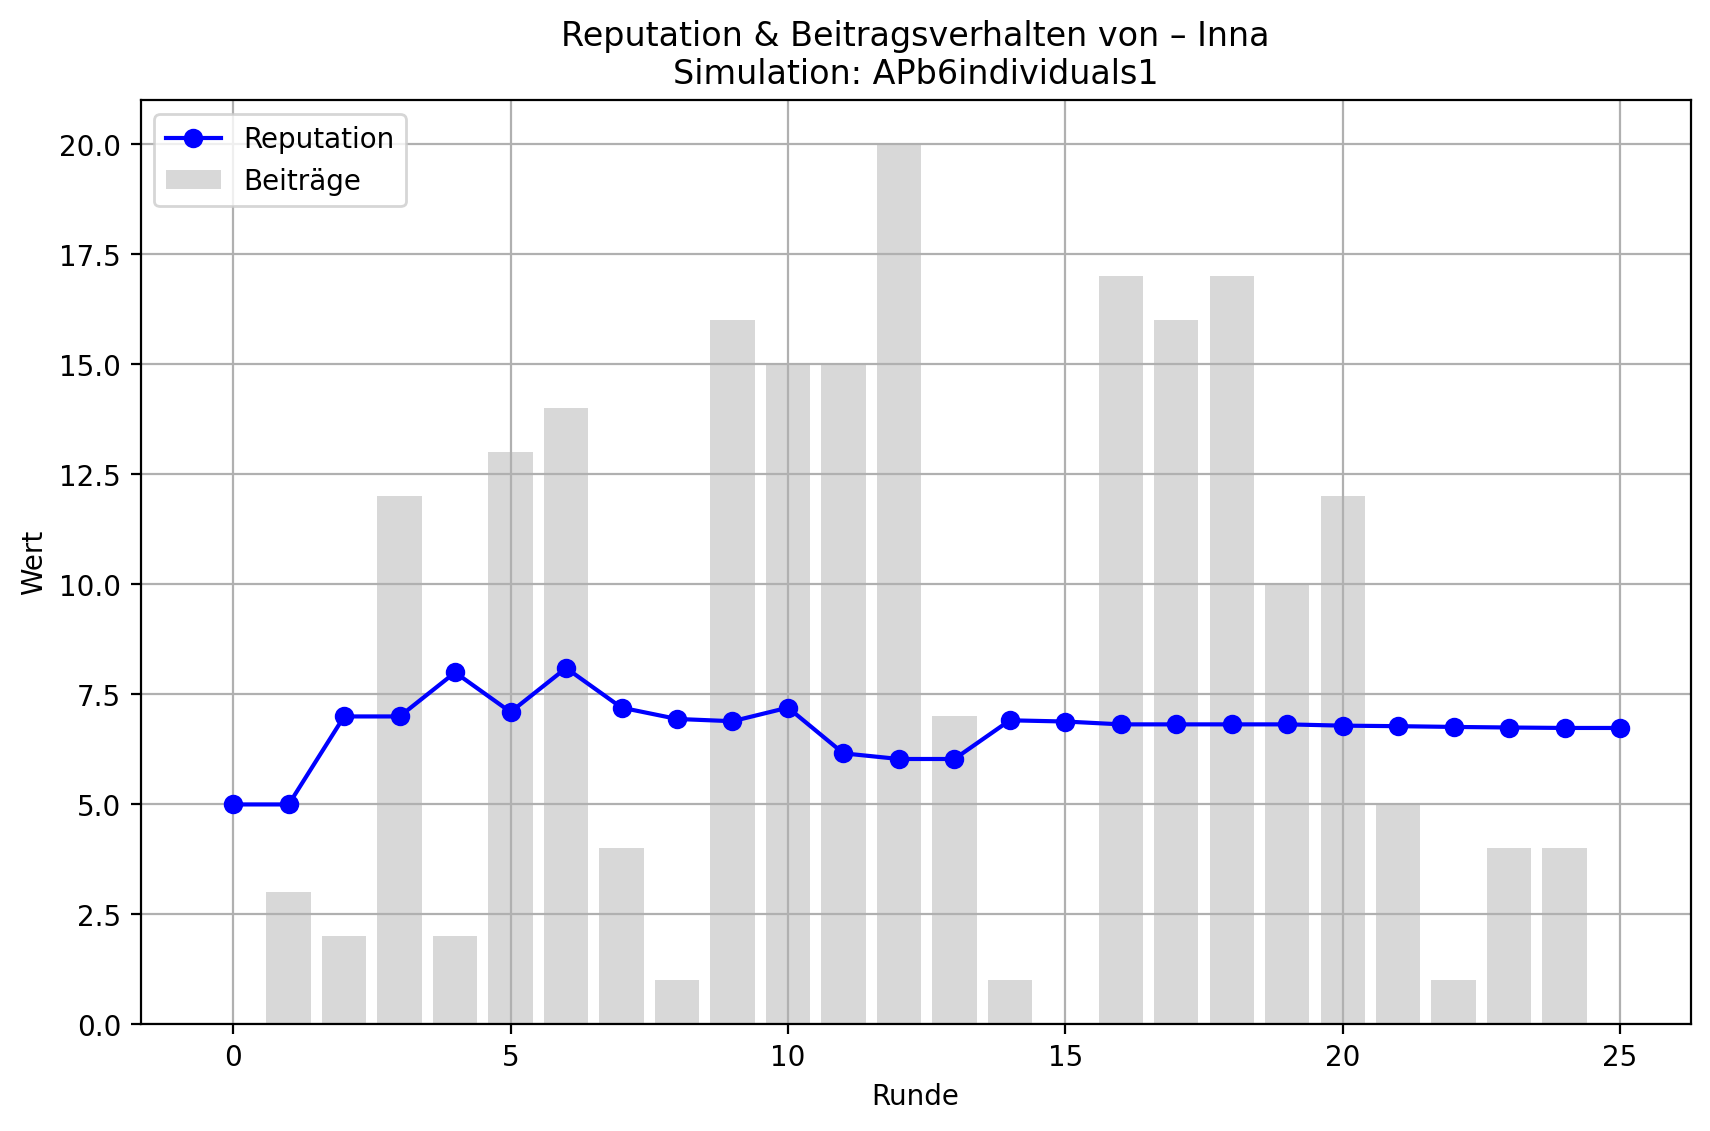 Reputation & Beitragsverhalten von – Inna
Simulation: APb6individuals1
Reputation
Beiträge
20.0
17.5
15.0
12.5
10.0
7.5
5.0
2.5
0.0
Wert
0 5 10 15 20 25
Runde